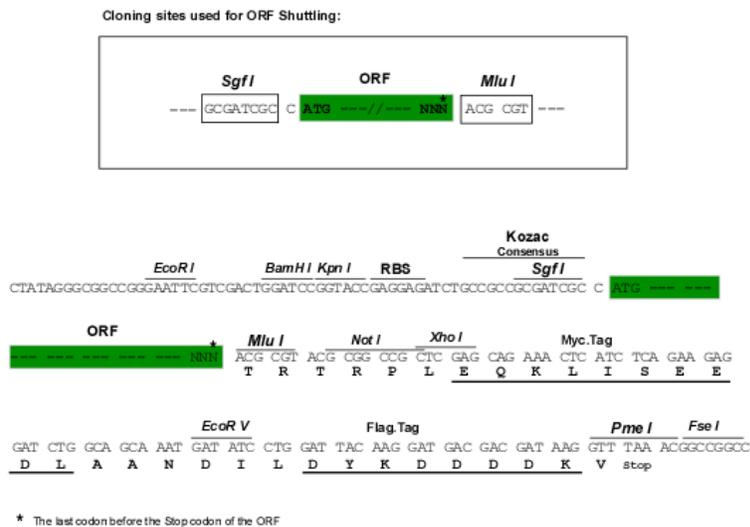 Cloning sites used for ORF Shuttling:
Sgf I ORF Mlu I
--- GCGATCGC C ATG ---//--- NNN* ACG CGT ---
Kozac
Consensus
EcoR I BamH I Kpn I RBS Sgf I
CTATAGGGCGGCCGGGAATTCGTCGACTGGATCCGGTACCGAGGAGATCTGCCGCCGCGATCGC C ATG --- ---
ORF Mlu I Not I Xho I Myc.Tag
--- --- --- --- --- NNN* ACG CGT ACG CGG CCG CTC GAG CAG AAA CTC ATC TCA GAA GAG
T R T R P L E Q K L I S E E
EcoR V Flag.Tag Pme I Fse I
GAT CTG GCA GCA AAT GAT ATC CTG GAT TAC AAG GAT GAC GAC GAT AAG GTT TAA ACGGCCGGCC
D L A A N D I L D Y K D D D D K V Stop
* The last codon before the Stop codon of the ORF